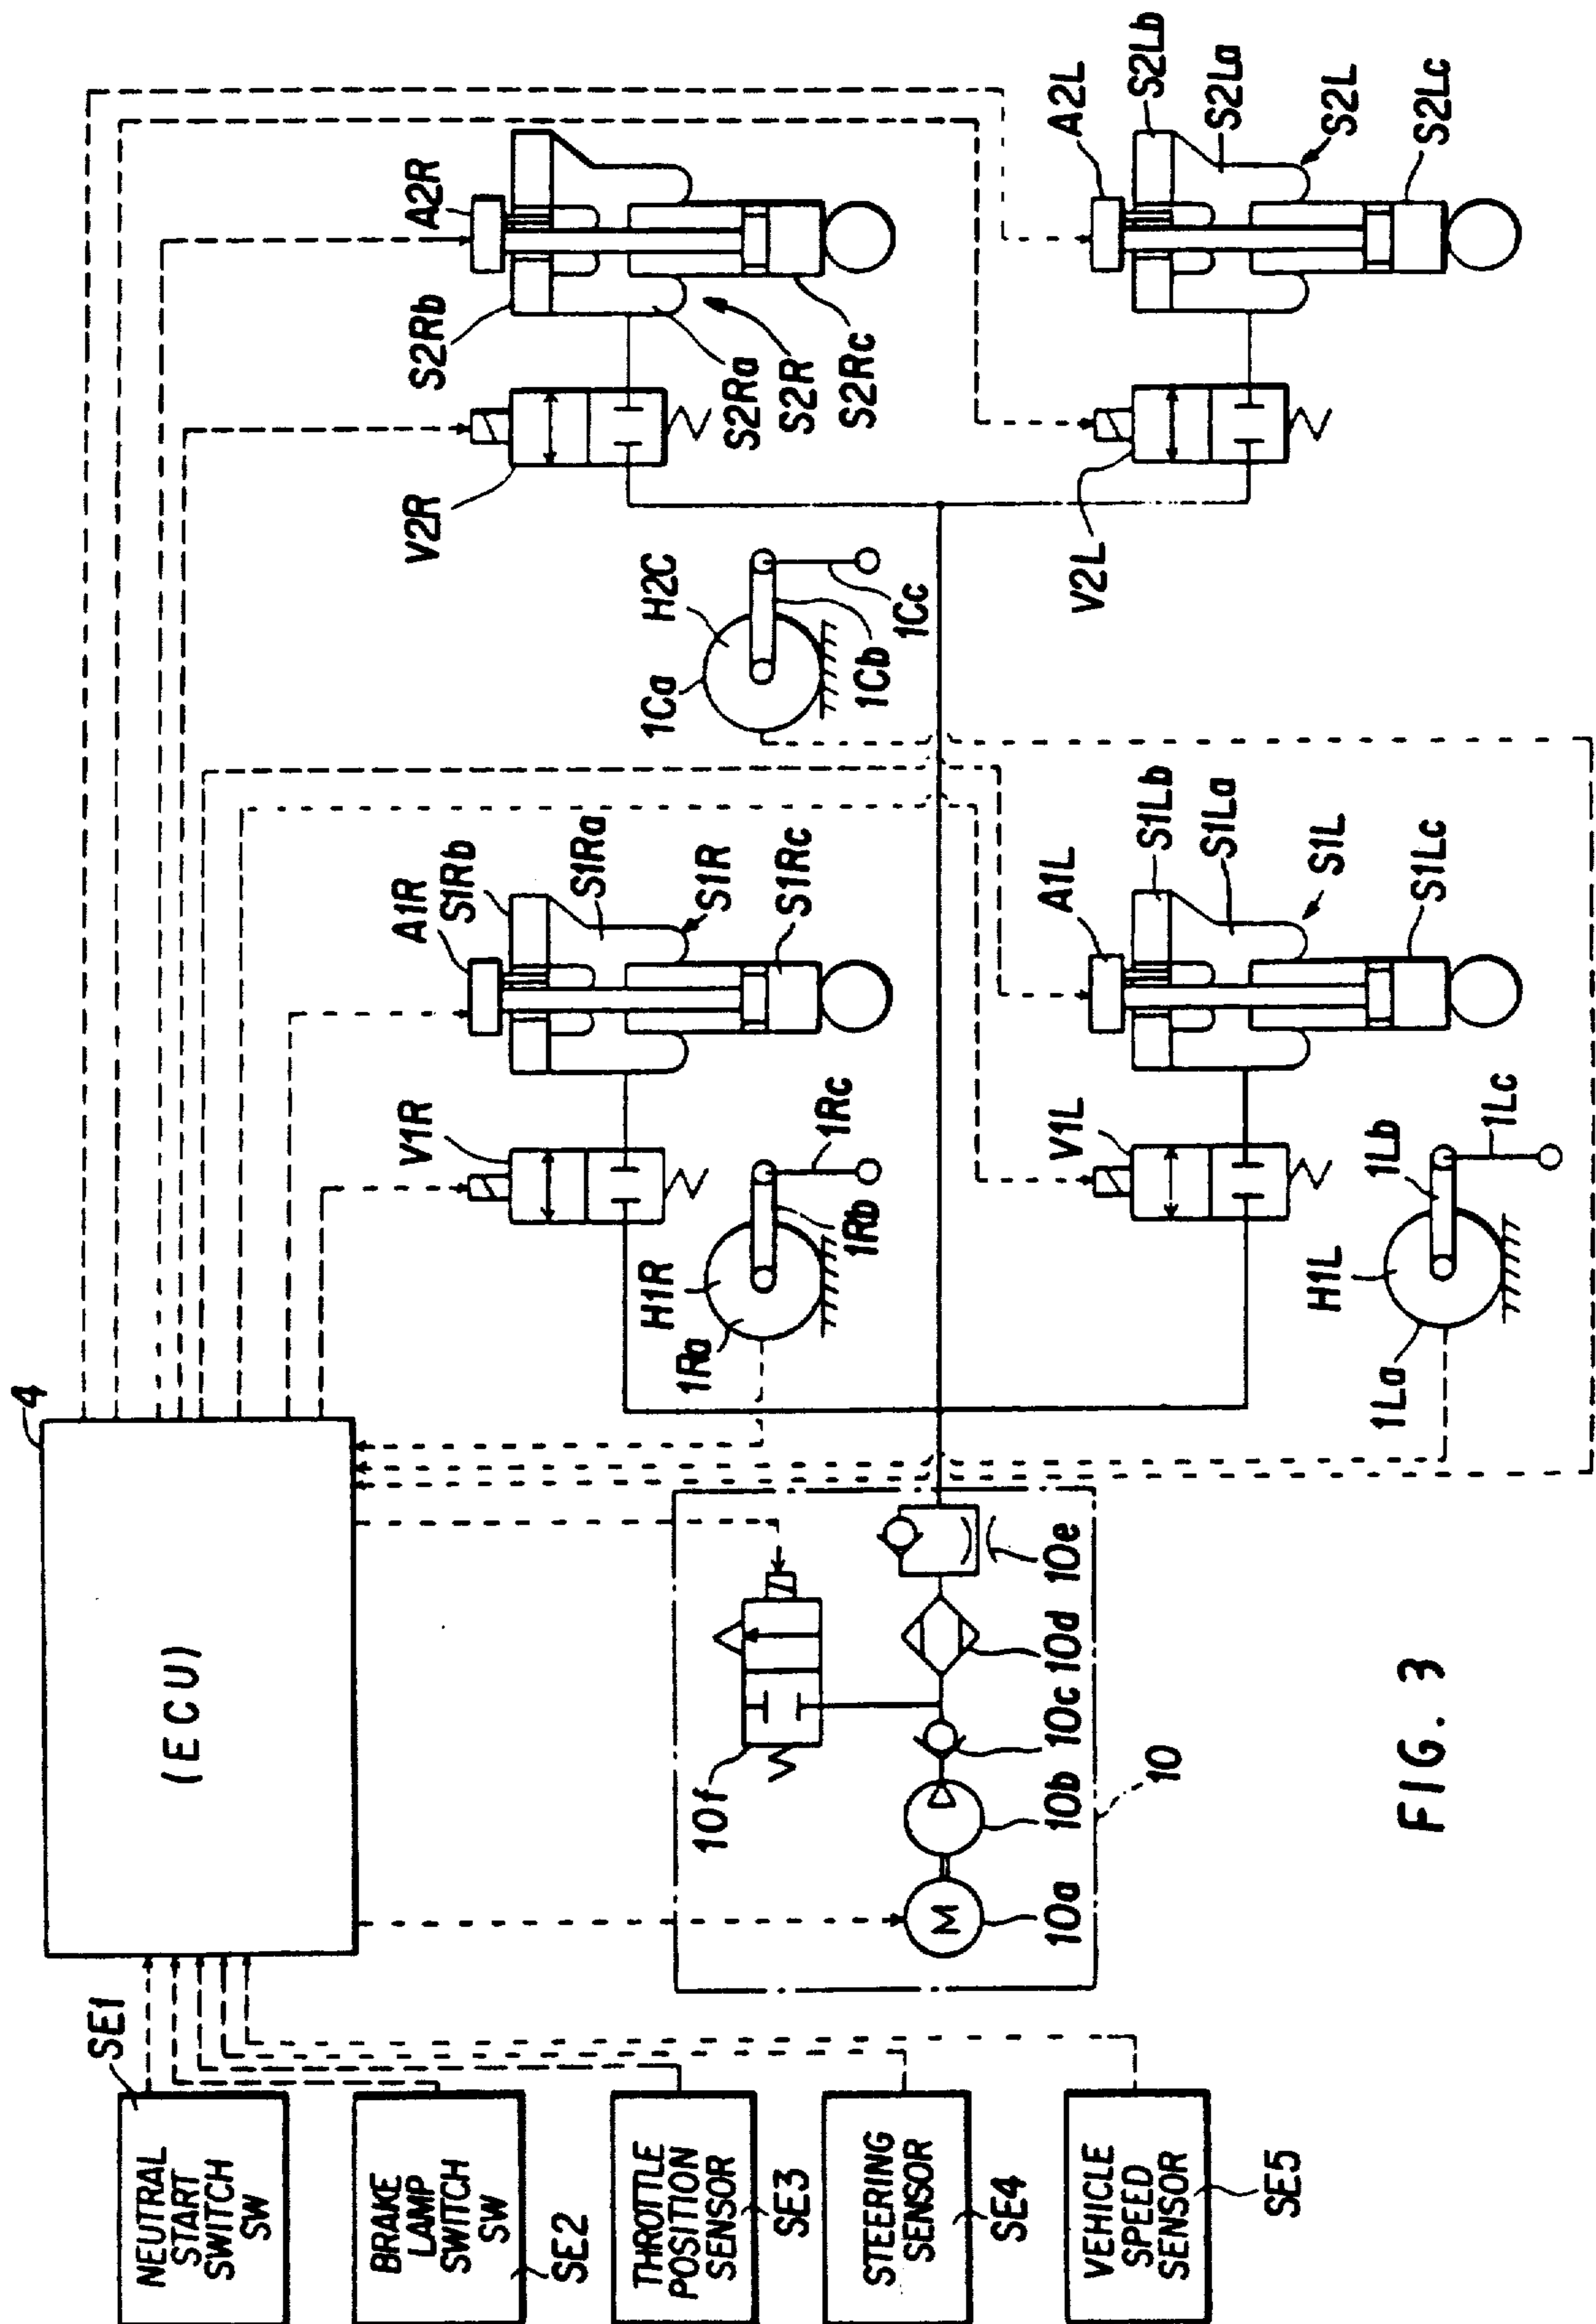 4
(ECU)
SE1
NEUTRAL
START
SWITCH
SW
BRAKE
LAMP
SWITCH
SW
SE2
THROTTLE
POSITION
SENSOR
SE3
STEERING
SENSOR
SE4
VEHICLE
SPEED
SENSOR
SE5
10f
M
10a
10b
10c
10d
10e
10
V1R
A1R
S1Rb
S1Ra
S1R
S1Rc
H1R
1Ra
1Rb
1Rc
V2R
S2Rb
A2R
S2Ra
S2R
S2Rc
H2C
1Ca
1Cb
1Cc
V1L
A1L
S1Lb
S1La
S1L
S1Lc
H1L
1La
1Lb
1Lc
V2L
A2L
S2Lb
S2La
S2L
S2Lc
FIG. 3